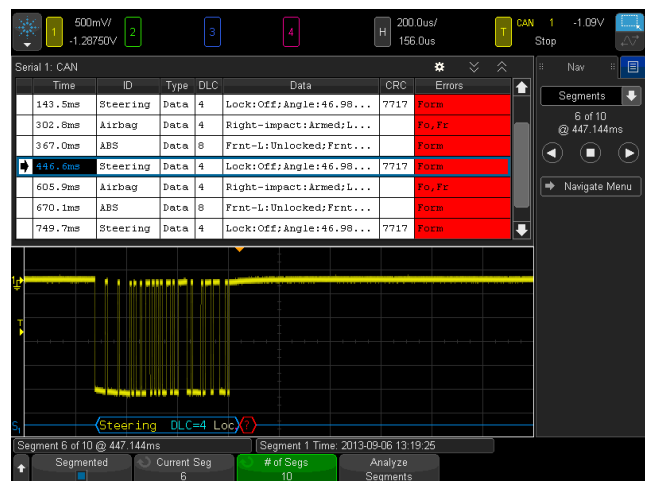 1 500mV/ 2 3 4 H 200.0us/ T CAN 1 -1.09V
-1.28750V 156.0us Stop
Serial 1: CAN
Time ID Type DLC Data CRC Errors
143.5ms Steering Data 4 Lock:Off;Angle:46.98... 7717 Form
302.8ms Airbag Data 4 Right-impact:Armed;L... Fo,Fr
367.0ms ABS Data 8 Frnt-L:Unlocked;Frnt... Form
446.6ms Steering Data 4 Lock:Off;Angle:46.98... 7717 Form
605.9ms Airbag Data 4 Right-impact:Armed;L... Fo,Fr
670.1ms ABS Data 8 Frnt-L:Unlocked;Frnt... Form
749.7ms Steering Data 4 Lock:Off;Angle:46.98... 7717 Form
Nav
Segments
6 of 10
@ 447.144ms
Navigate Menu
1
T
S1 Steering DLC=4 Loc. ?
Segment 6 of 10 @ 447.144ms Segment 1 Time: 2013-09-06 13:19:25
Segmented Current Seg # of Segs Analyze
6 10 Segments